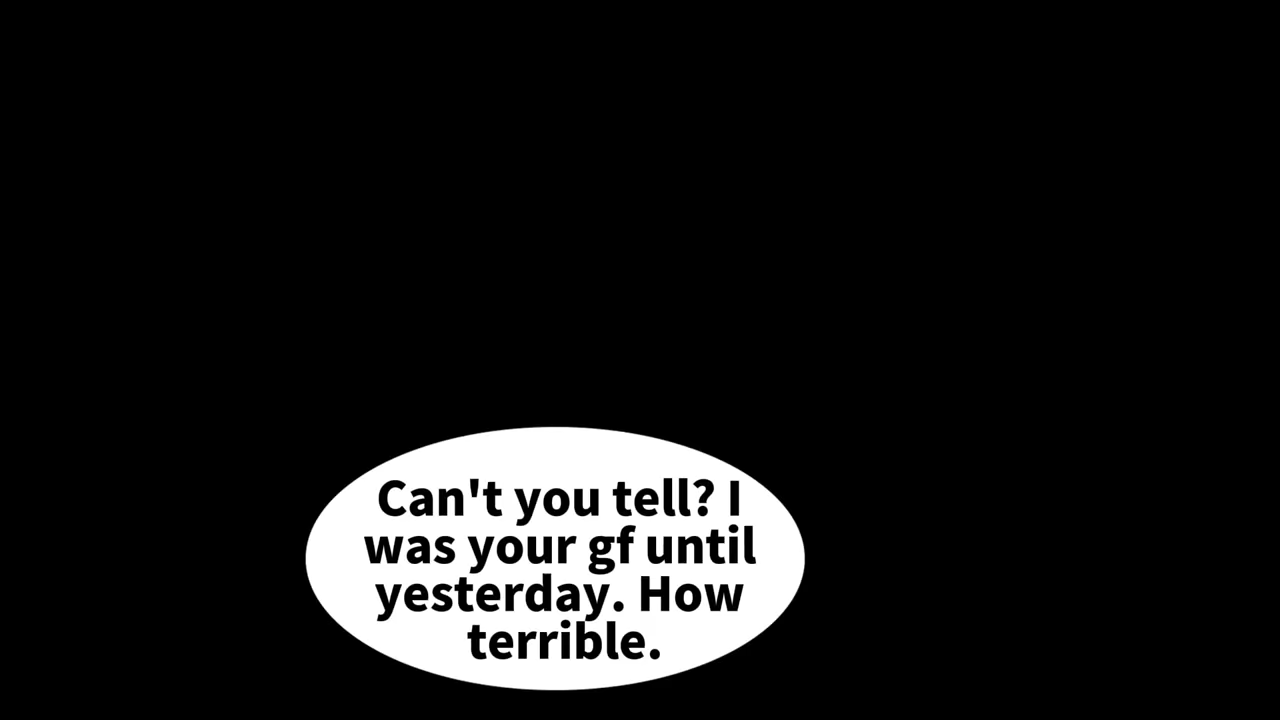 Can't you tell? I
was your gf until
yesterday. How
terrible.